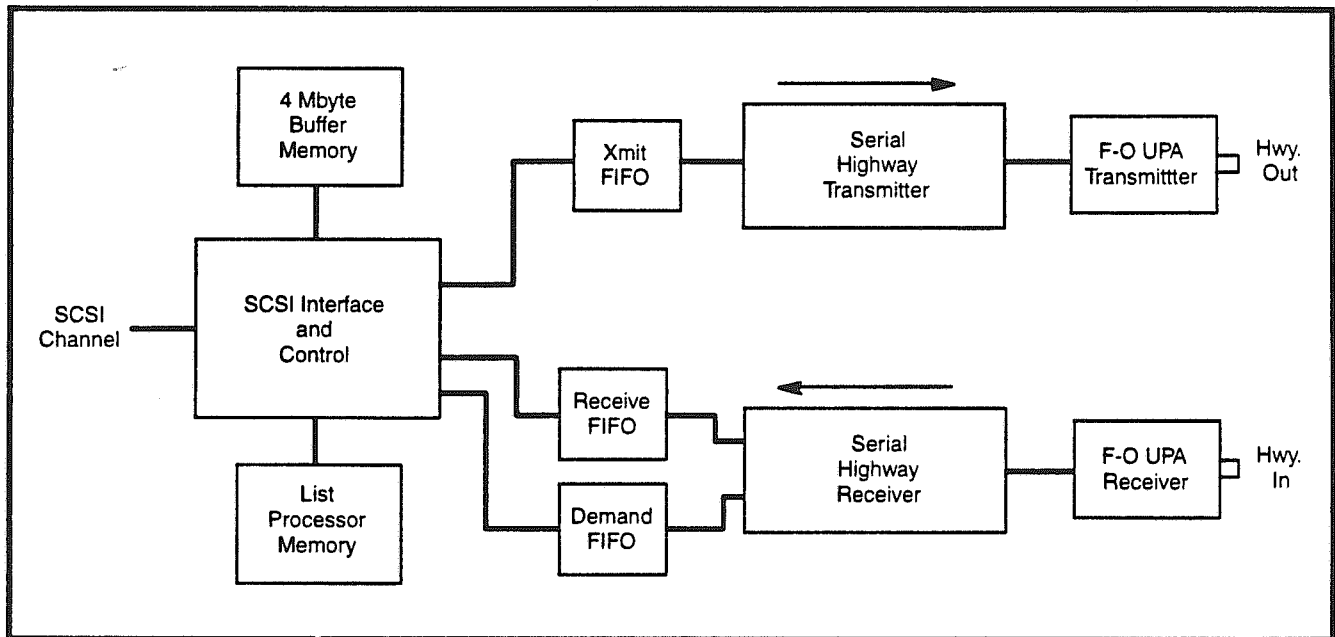 4 Mbyte
Buffer
Memory
Xmit
FIFO
Serial
Highway
Transmitter
F-O UPA
Transmittter
Hwy.
Out
SCSI
Channel
SCSI Interface
and
Control
Receive
FIFO
Serial
Highway
Receiver
F-O UPA
Receiver
Hwy.
In
List
Processor
Memory
Demand
FIFO